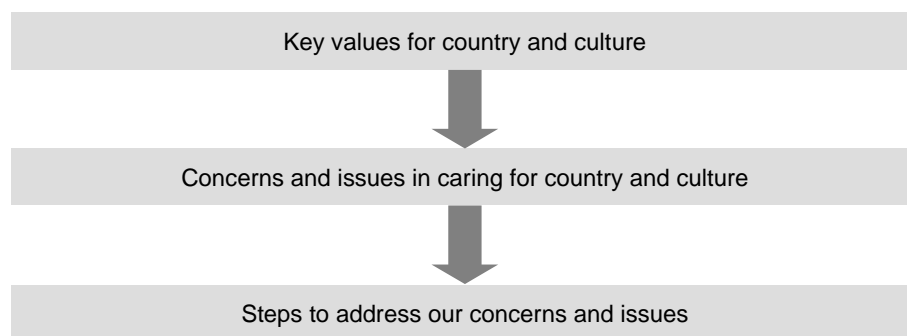 Key values for country and culture
Concerns and issues in caring for country and culture
Steps to address our concerns and issues